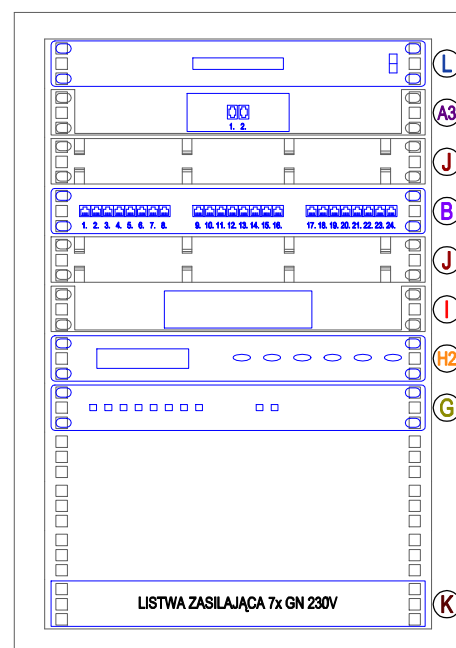 L
A3
1. 2.
J
B
1. 2. 3. 4. 5. 6. 7. 8. 9. 10. 11. 12. 13. 14. 15. 16. 17. 18. 19. 20. 21. 22. 23. 24.
J
I
H2
G
LISTWA ZASILAJĄCA 7x GN 230V
K